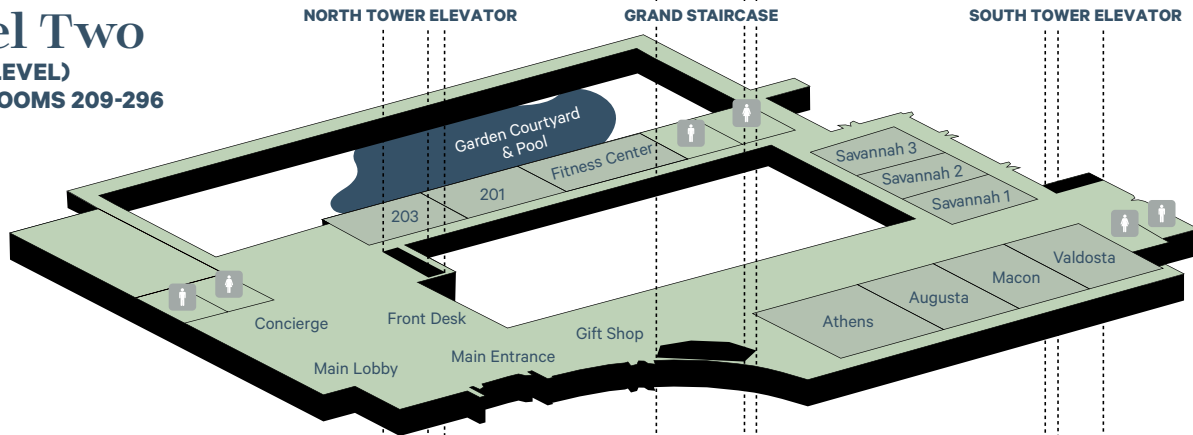 NORTH TOWER ELEVATOR
GRAND STAIRCASE
SOUTH TOWER ELEVATOR
el Two
LEVEL)
OOMS 209-296
Garden Courtyard
& Pool
Fitness Center
201
203
Savannah 3
Savannah 2
Savannah 1
Valdosta
Macon
Augusta
Athens
Gift Shop
Front Desk
Concierge
Main Entrance
Main Lobby